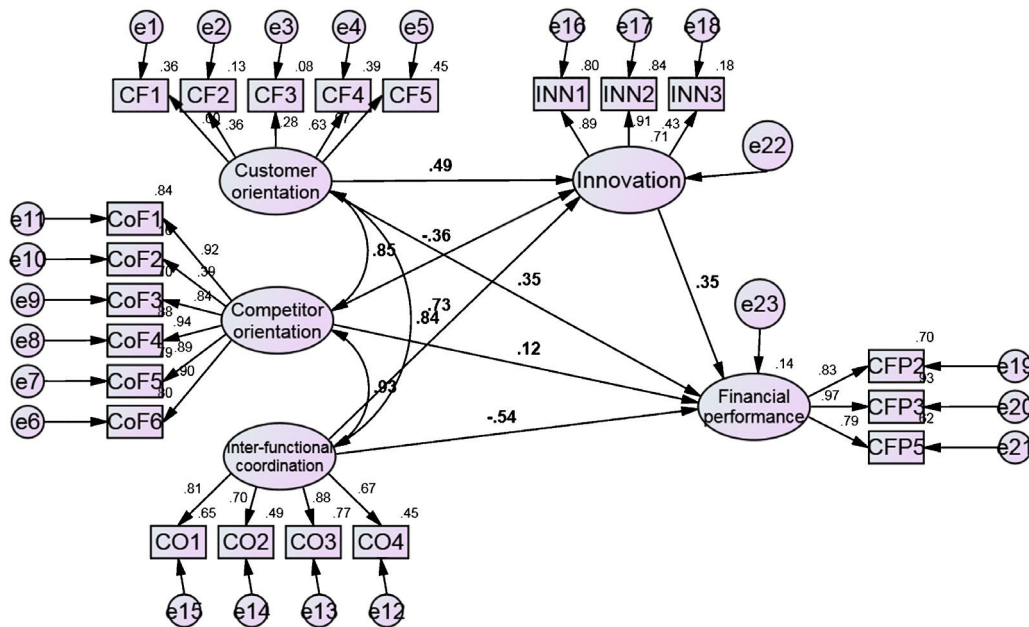 e1 e2 e3 e4 e5 e16 e17 e18
.36 .13 .08 .39 .45 .80 .84 .18
CF1 CF2 CF3 CF4 CF5 INN1 INN2 INN3
.60 .36 .28 .63 .89 .91 .43 .71
e22
Customer
orientation
.49
Innovation
.84
e11 CoF1
.92
-.36
.85
e10 CoF2
.39
.35
.35
e9 CoF3
.84
.73
.84
e23
Competitor
orientation
e8 CoF4
.94
.88
.12
.14
.70
e7 CoF5
.89
.79
.90
.83
CFP2 e19
.93
e6 CoF6
.80
.93
Financial
performance
.97
CFP3 e20
.62
-.54
.79
CFP5 e21
Inter-functional
coordination
.81 .70 .88 .67
.65 .49 .77 .45
CO1 CO2 CO3 CO4
e15 e14 e13 e12